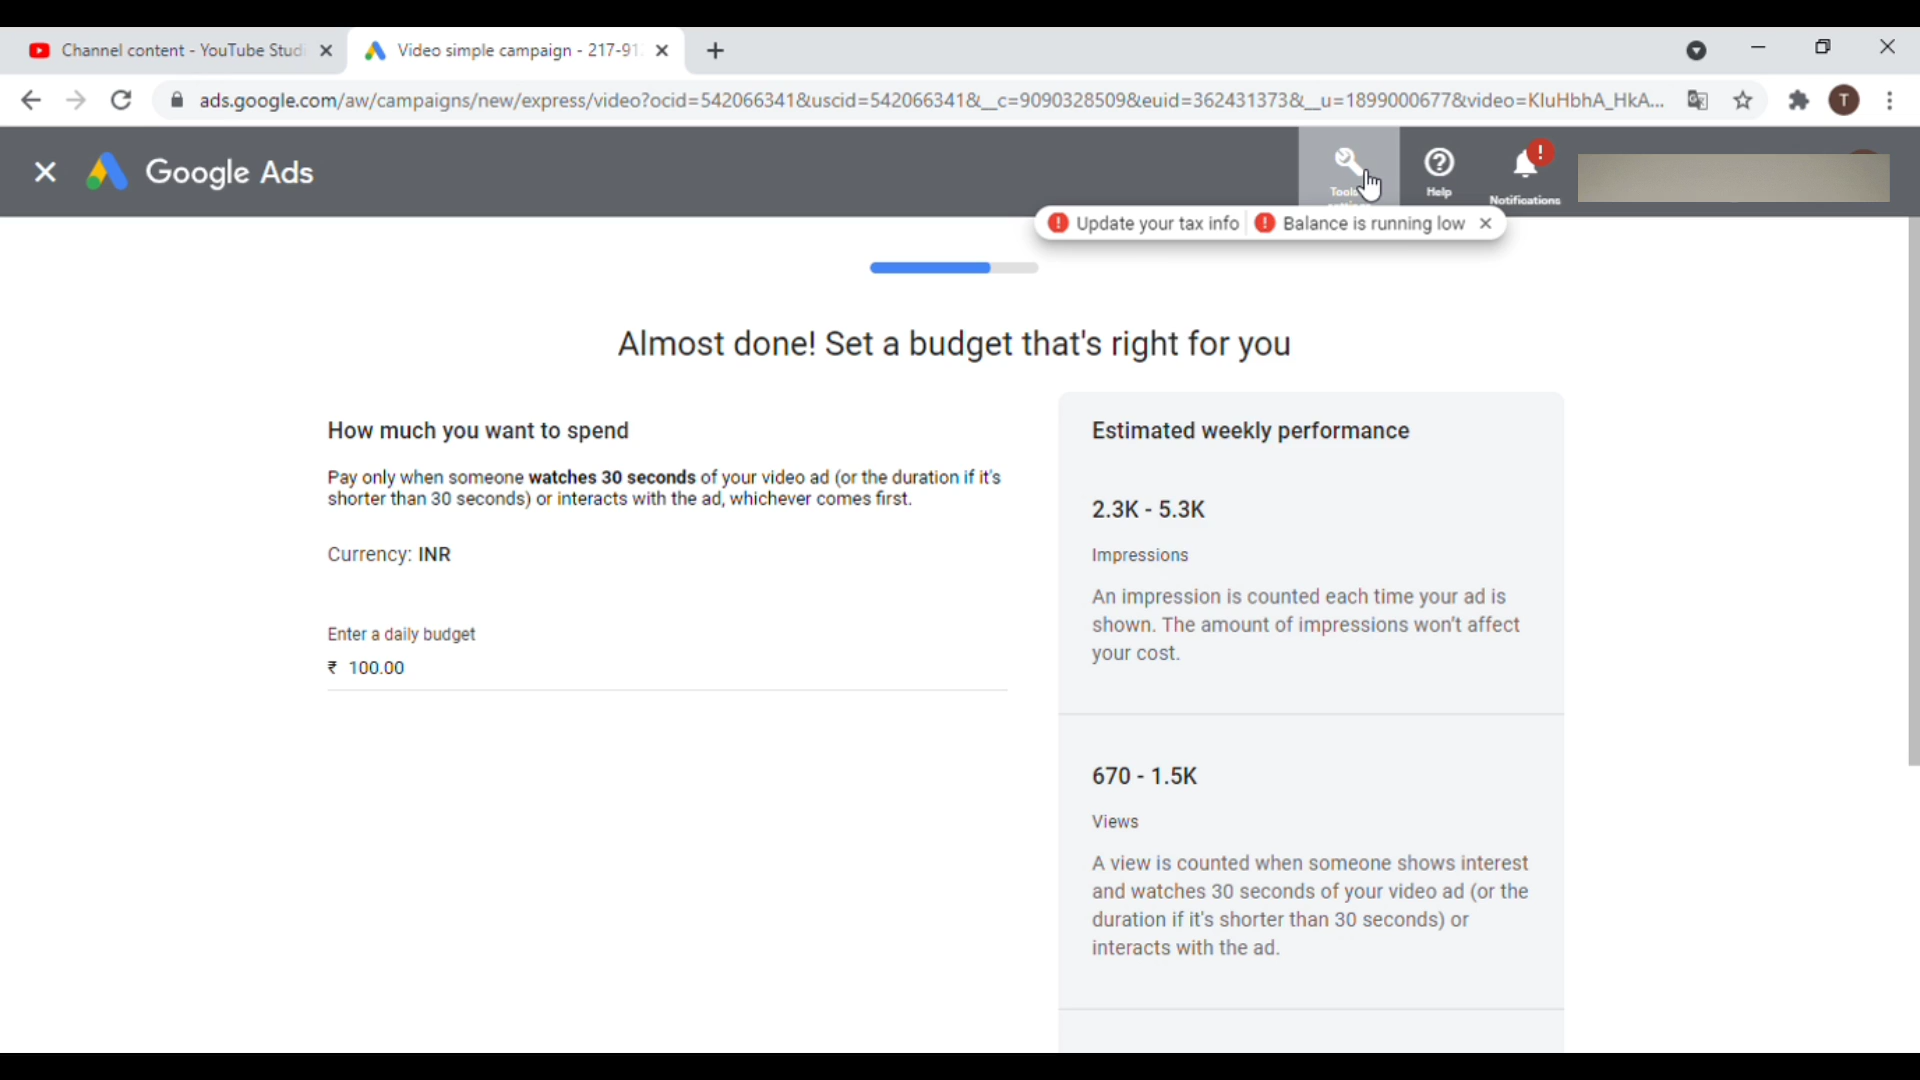 Channel content - YouTube Studi
Video simple campaign - 217-91
ads.google.com/aw/campaigns/new/express/video?ocid=542066341&uscid=542066341&__c=9090328509&euid=362431373&__u=1899000677&video=KIuHbhA_HkA...
T
Google Ads
Help
Notifications
Update your tax info
Balance is running low
Almost done! Set a budget that's right for you
How much you want to spend
Pay only when someone watches 30 seconds of your video ad (or the duration if it's
shorter than 30 seconds) or interacts with the ad, whichever comes first.
Currency: INR
Enter a daily budget
₹ 100.00
Estimated weekly performance
2.3K - 5.3K
Impressions
An impression is counted each time your ad is
shown. The amount of impressions won't affect
your cost.
670 - 1.5K
Views
A view is counted when someone shows interest
and watches 30 seconds of your video ad (or the
duration if it's shorter than 30 seconds) or
interacts with the ad.